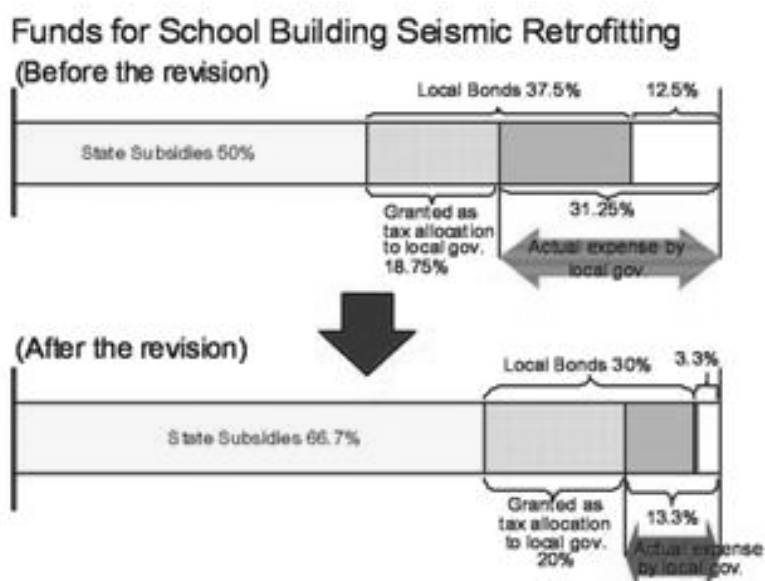 Funds for School Building Seismic Retrofitting
(Before the revision)
Local Bonds 37.5%
12.5%
State Subsidies 50%
Granted as
tax allocation
to local gov.
18.75%
31.25%
Actual expense by
local gov.
(After the revision)
Local Bonds 30%
3.3%
State Subsidies 66.7%
Granted as
tax allocation
to local gov.
20%
13.3%
Actual expense
by local gov.